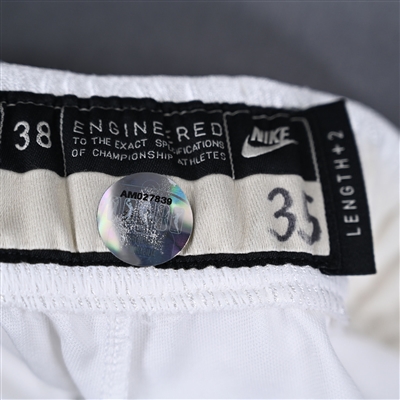 38
ENGINEERED
TO THE EXACT SPECIFICATIONS
OF CHAMPIONSHIP ATHLETES
NIKE
LENGTH+2
AM027839
35